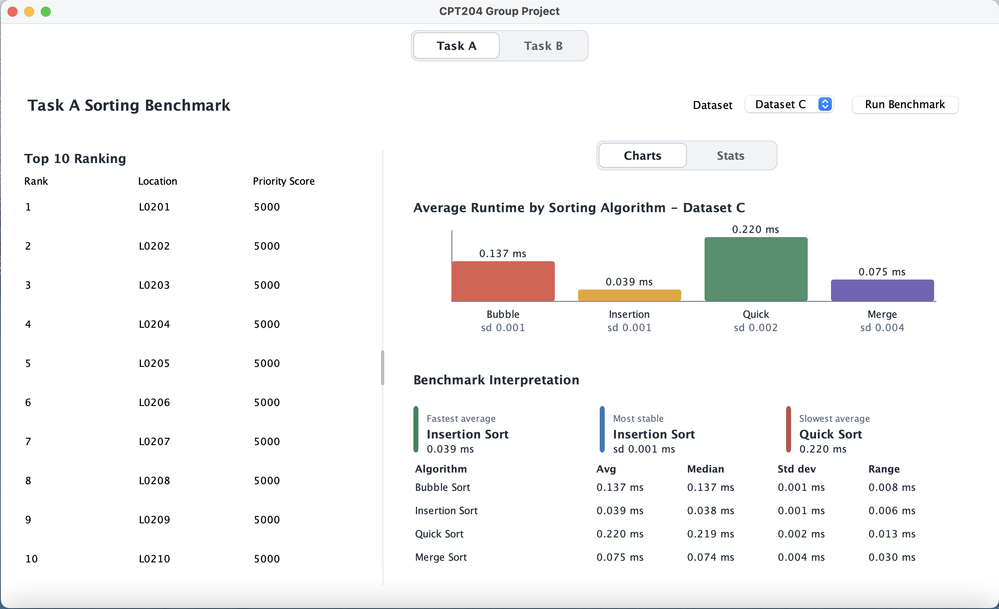 CPT204 Group Project
Task A Task B
Task A Sorting Benchmark
Dataset Dataset C Run Benchmark
Top 10 Ranking
Rank Location Priority Score
1 L0201 5000
2 L0202 5000
3 L0203 5000
4 L0204 5000
5 L0205 5000
6 L0206 5000
7 L0207 5000
8 L0208 5000
9 L0209 5000
10 L0210 5000
Charts Stats
Average Runtime by Sorting Algorithm – Dataset C
0.137 ms 0.039 ms 0.220 ms 0.075 ms
Bubble Insertion Quick Merge
sd 0.001 sd 0.001 sd 0.002 sd 0.004
Benchmark Interpretation
Fastest average
Insertion Sort
0.039 ms
Most stable
Insertion Sort
sd 0.001 ms
Slowest average
Quick Sort
0.220 ms
Algorithm Avg Median Std dev Range
Bubble Sort 0.137 ms 0.137 ms 0.001 ms 0.008 ms
Insertion Sort 0.039 ms 0.038 ms 0.001 ms 0.006 ms
Quick Sort 0.220 ms 0.219 ms 0.002 ms 0.013 ms
Merge Sort 0.075 ms 0.074 ms 0.004 ms 0.030 ms